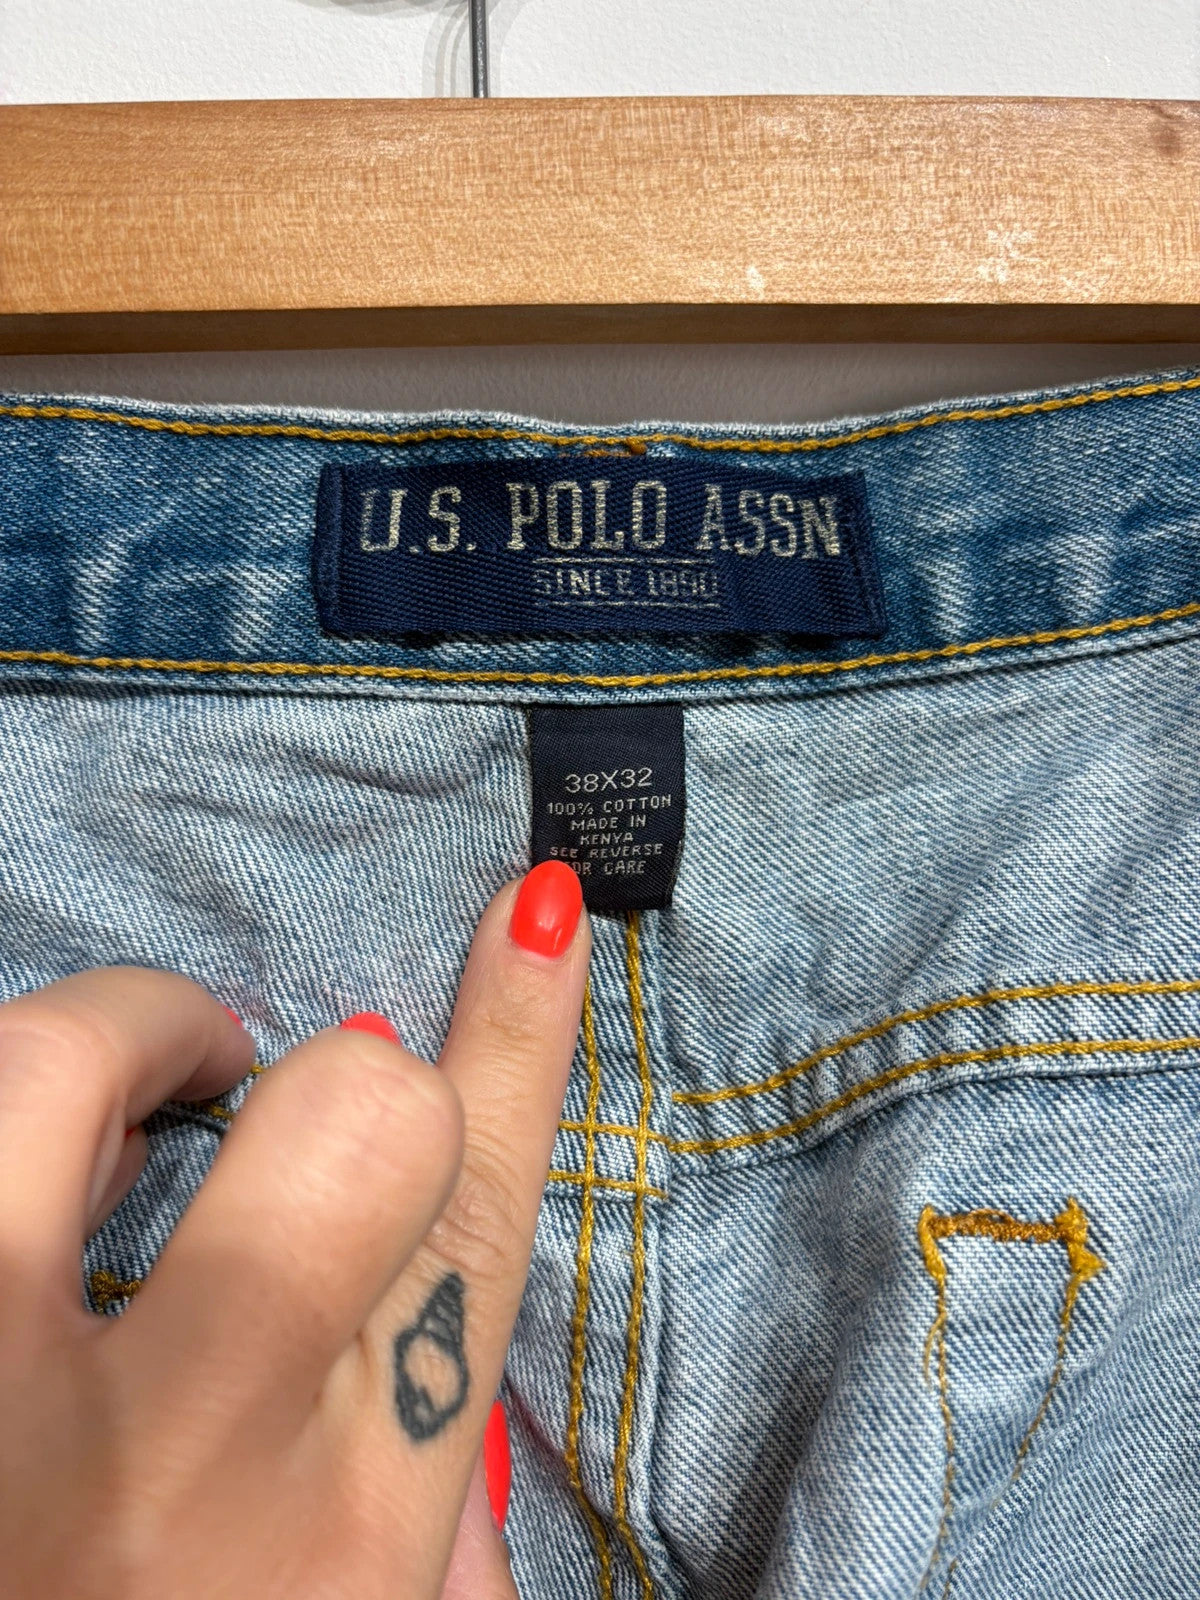 U.S. POLO ASSN
SINCE 1890
38X32
100% COTTON
MADE IN
KENYA
SEE REVERSE
FOR CARE